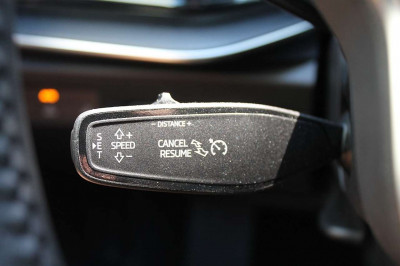 - DISTANCE +
SET
+
SPEED
-
CANCEL
RESUME